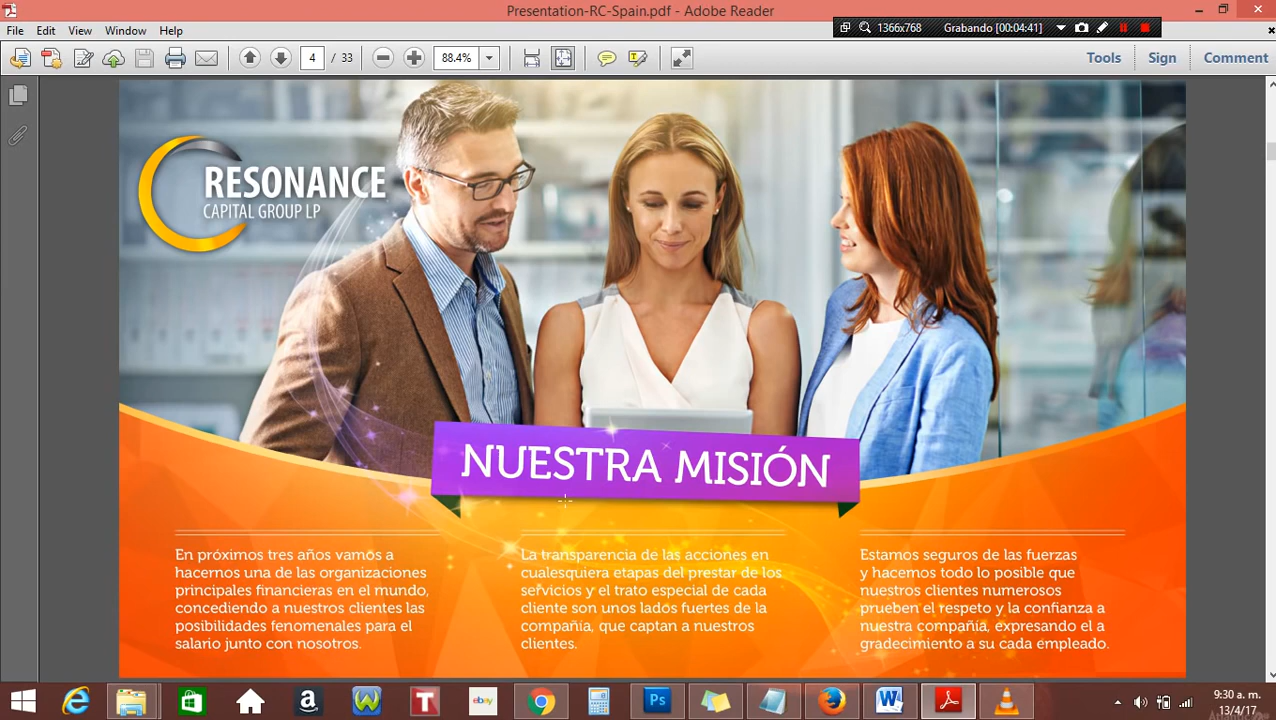 Presentation-RC-Spain.pdf - Adobe Reader
File Edit View Window Help
1366x768 Grabando [00:04:41]
4 / 33 88.4% Tools Sign Comment
RESONANCE
CAPITAL GROUP LP
NUESTRA MISIÓN
En próximos tres años vamos a
hacernos una de las organizaciones
principales financieras en el mundo,
concediendo a nuestros clientes las
posibilidades fenomenales para el
salario junto con nosotros.
La transparencia de las acciones en
cualesquiera etapas del prestar de los
servicios y el trato especial de cada
cliente son unos lados fuertes de la
compañía, que captan a nuestros
clientes.
Estamos seguros de las fuerzas
y hacemos todo lo posible que
nuestros clientes numerosos
prueben el respeto y la confianza a
nuestra compañía, expresando el a
gradecimiento a su cada empleado.
a W T ebay Ps W
9:30 a. m.
13/4/17